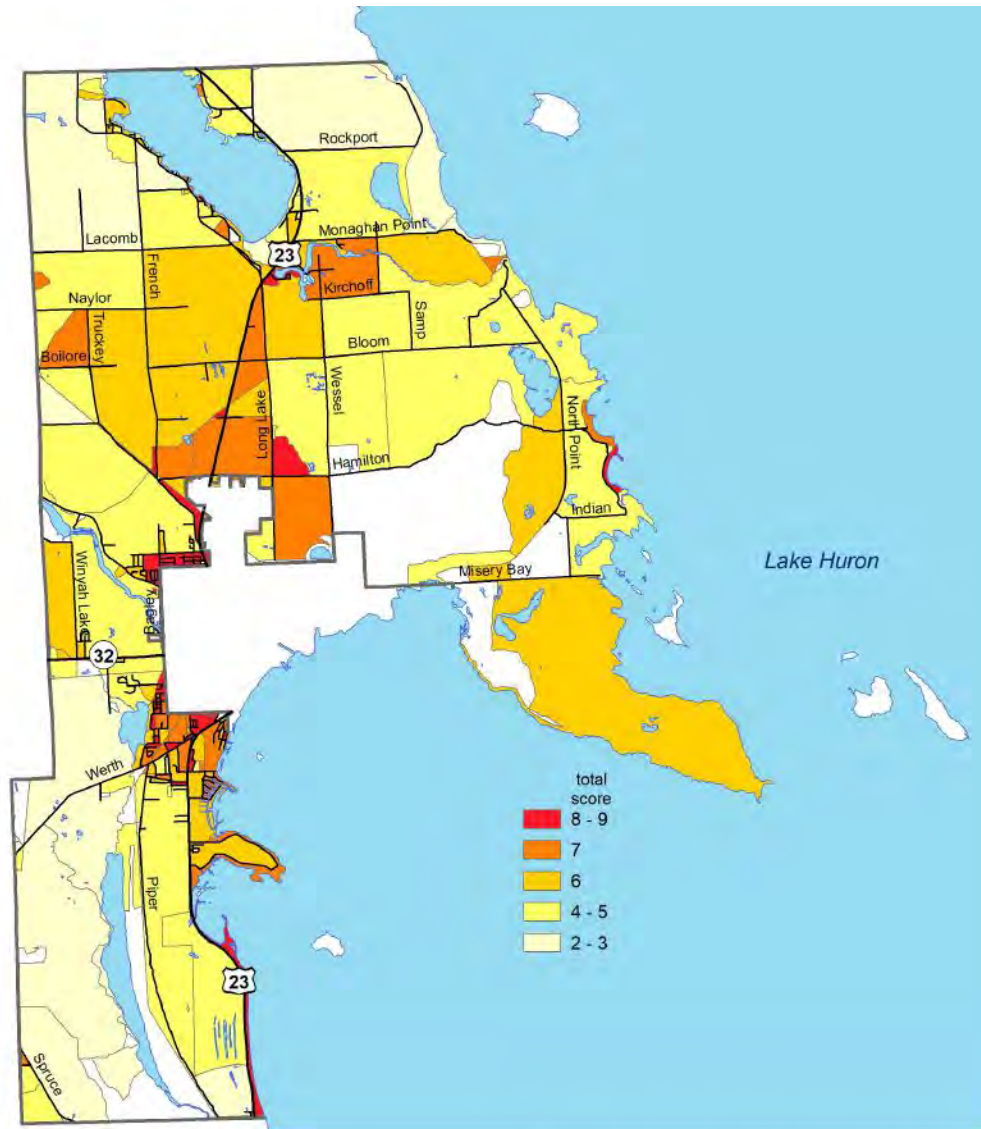 Rockport
Monaghan Point
Lacomb
23
French
Kirchoff
Naylor
Samp
Truckey
Bloom
Boilore
Wessel
Long Lake
North Point
Hamilton
Indian
Lake Huron
Misery Bay
Winyah Lake
Bagley
32
Werth
total
score
8 - 9
7
6
4 - 5
2 - 3
Piper
23
Spruce